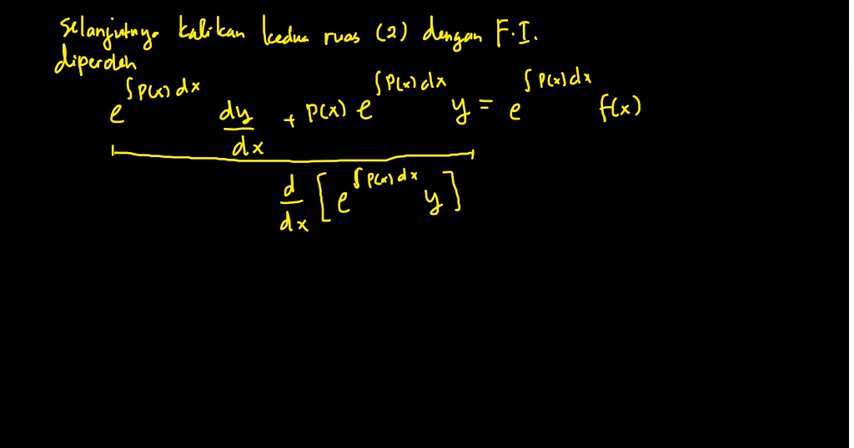 Selanjutnya kalikan kedua ruas (2) dengan F.I.
diperoleh
e^{∫P(x) dx} dy/dx + P(x) e^{∫P(x) dx} y = e^{∫P(x) dx} f(x)
d/dx [e^{∫P(x) dx} y]